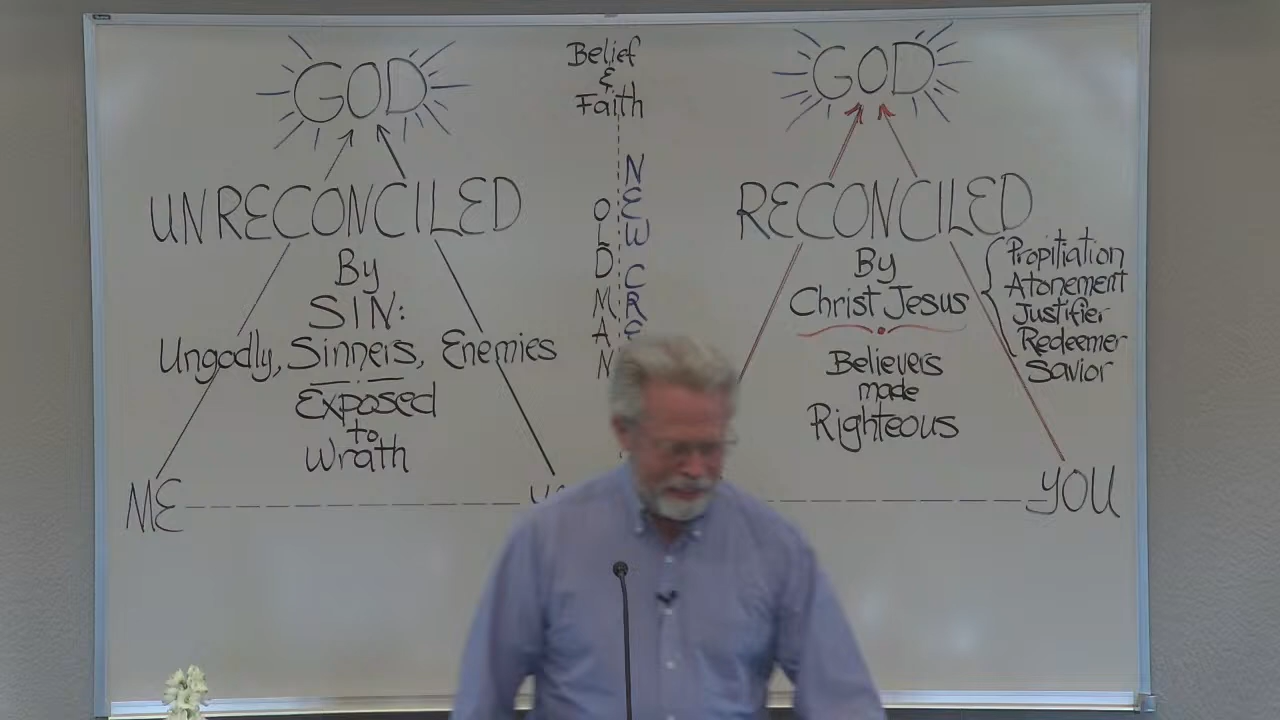 GOD
UNRECONCILED
By
SIN:
Ungodly, Sinners, Enemies
Exposed
to
Wrath
ME
Belief
&
Faith
OLD MAN
NEW
GOD
RECONCILED
By
Christ Jesus
Propitiation
Atonement
Justifier
Redeemer
Savior
Believers
made
Righteous
YOU